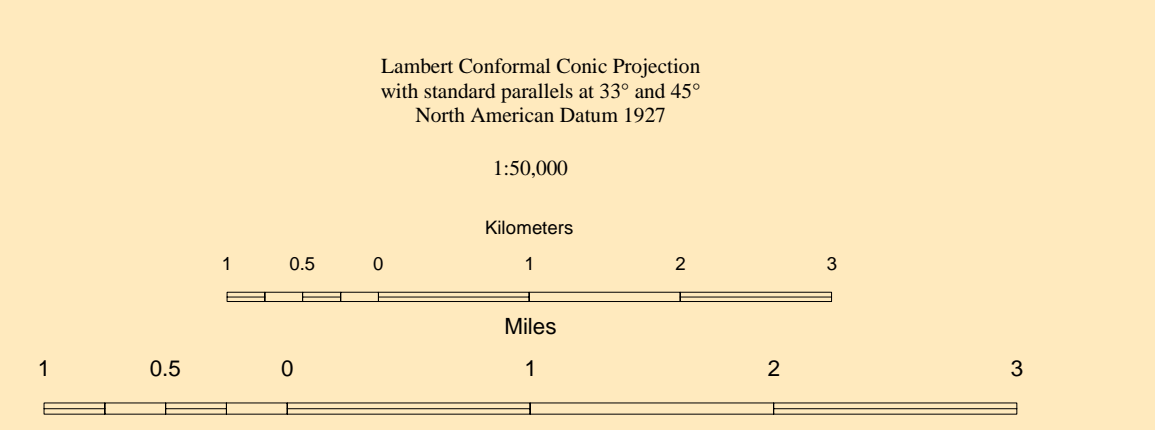 Lambert Conformal Conic Projection
with standard parallels at 33° and 45°
North American Datum 1927
1:50,000
Kilometers
1 0.5 0 1 2 3
Miles
1 0.5 0 1 2 3